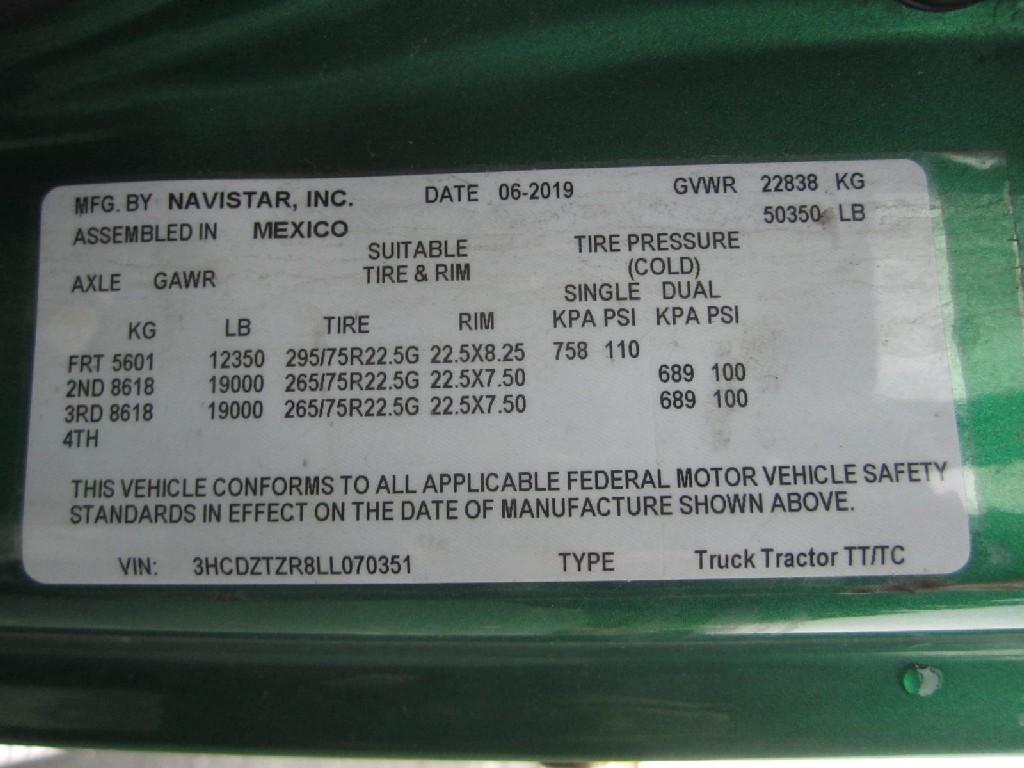 MFG. BY NAVISTAR, INC. DATE 06-2019 GVWR 22838 KG
50350 LB
ASSEMBLED IN MEXICO
SUITABLE TIRE PRESSURE
AXLE GAWR TIRE & RIM (COLD)
SINGLE DUAL
KG LB TIRE RIM KPA PSI KPA PSI
FRT 5601 12350 295/75R22.5G 22.5X8.25 758 110
2ND 8618 19000 265/75R22.5G 22.5X7.50 689 100
3RD 8618 19000 265/75R22.5G 22.5X7.50 689 100
4TH
THIS VEHICLE CONFORMS TO ALL APPLICABLE FEDERAL MOTOR VEHICLE SAFETY
STANDARDS IN EFFECT ON THE DATE OF MANUFACTURE SHOWN ABOVE.
VIN: 3HCDZTZR8LL070351 TYPE Truck Tractor TT/TC